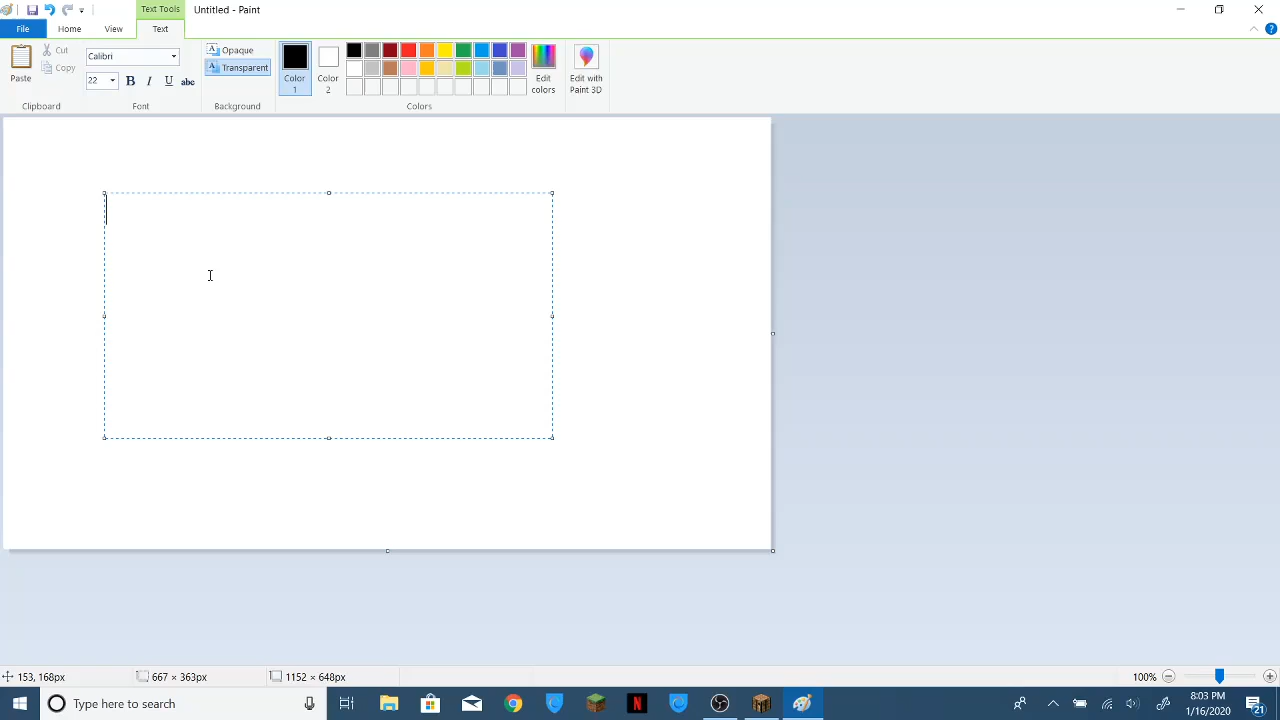 Text Tools Untitled - Paint
File Home View Text
Paste Cut Copy Calibri 22 B I U abc Opaque Transparent Color 1 Color 2 Edit colors Edit with Paint 3D
Clipboard Font Background Colors
153, 168px 667 × 363px 1152 × 648px 100%
Type here to search N 8:03 PM
1/16/2020 21